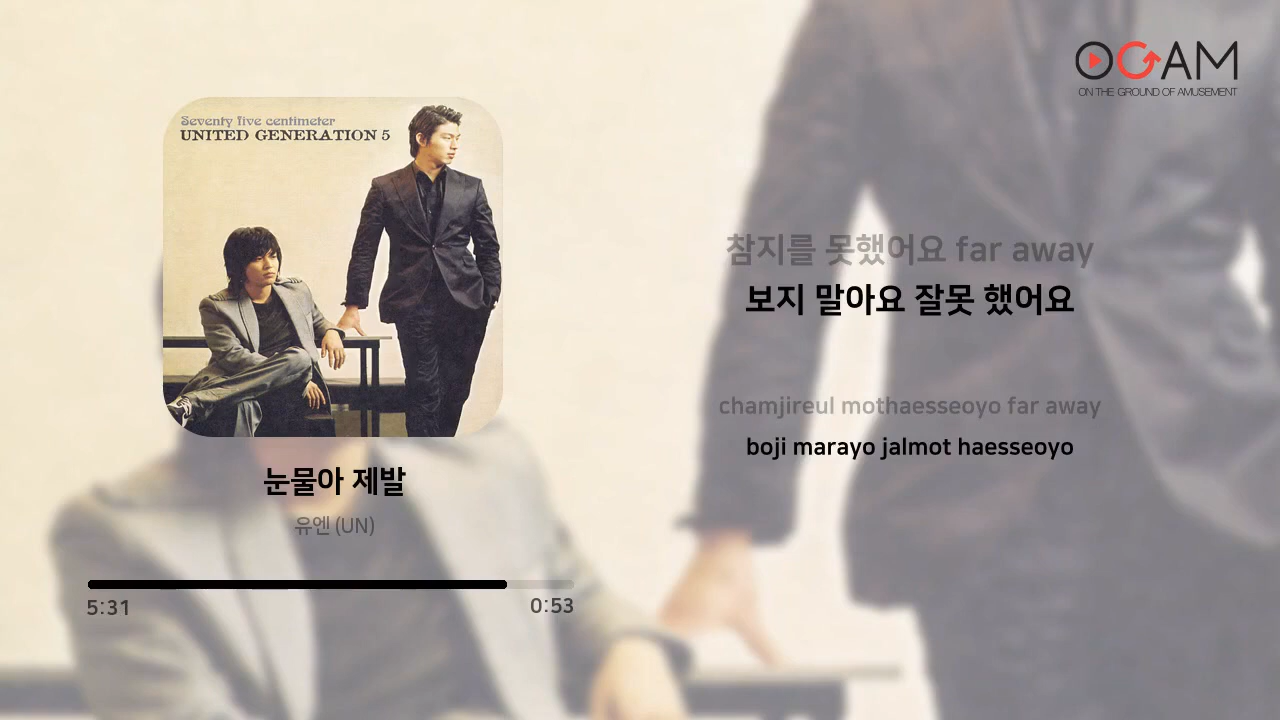 OGAM
ON THE GROUND OF AMUSEMENT
Seventy five centimeter
UNITED GENERATION 5
눈물아 제발
유엔 (UN)
5:31
0:53
참지를 못했어요 far away
보지 말아요 잘못 했어요
chamjireul mothaesseoyo far away
boji marayo jalmot haesseoyo